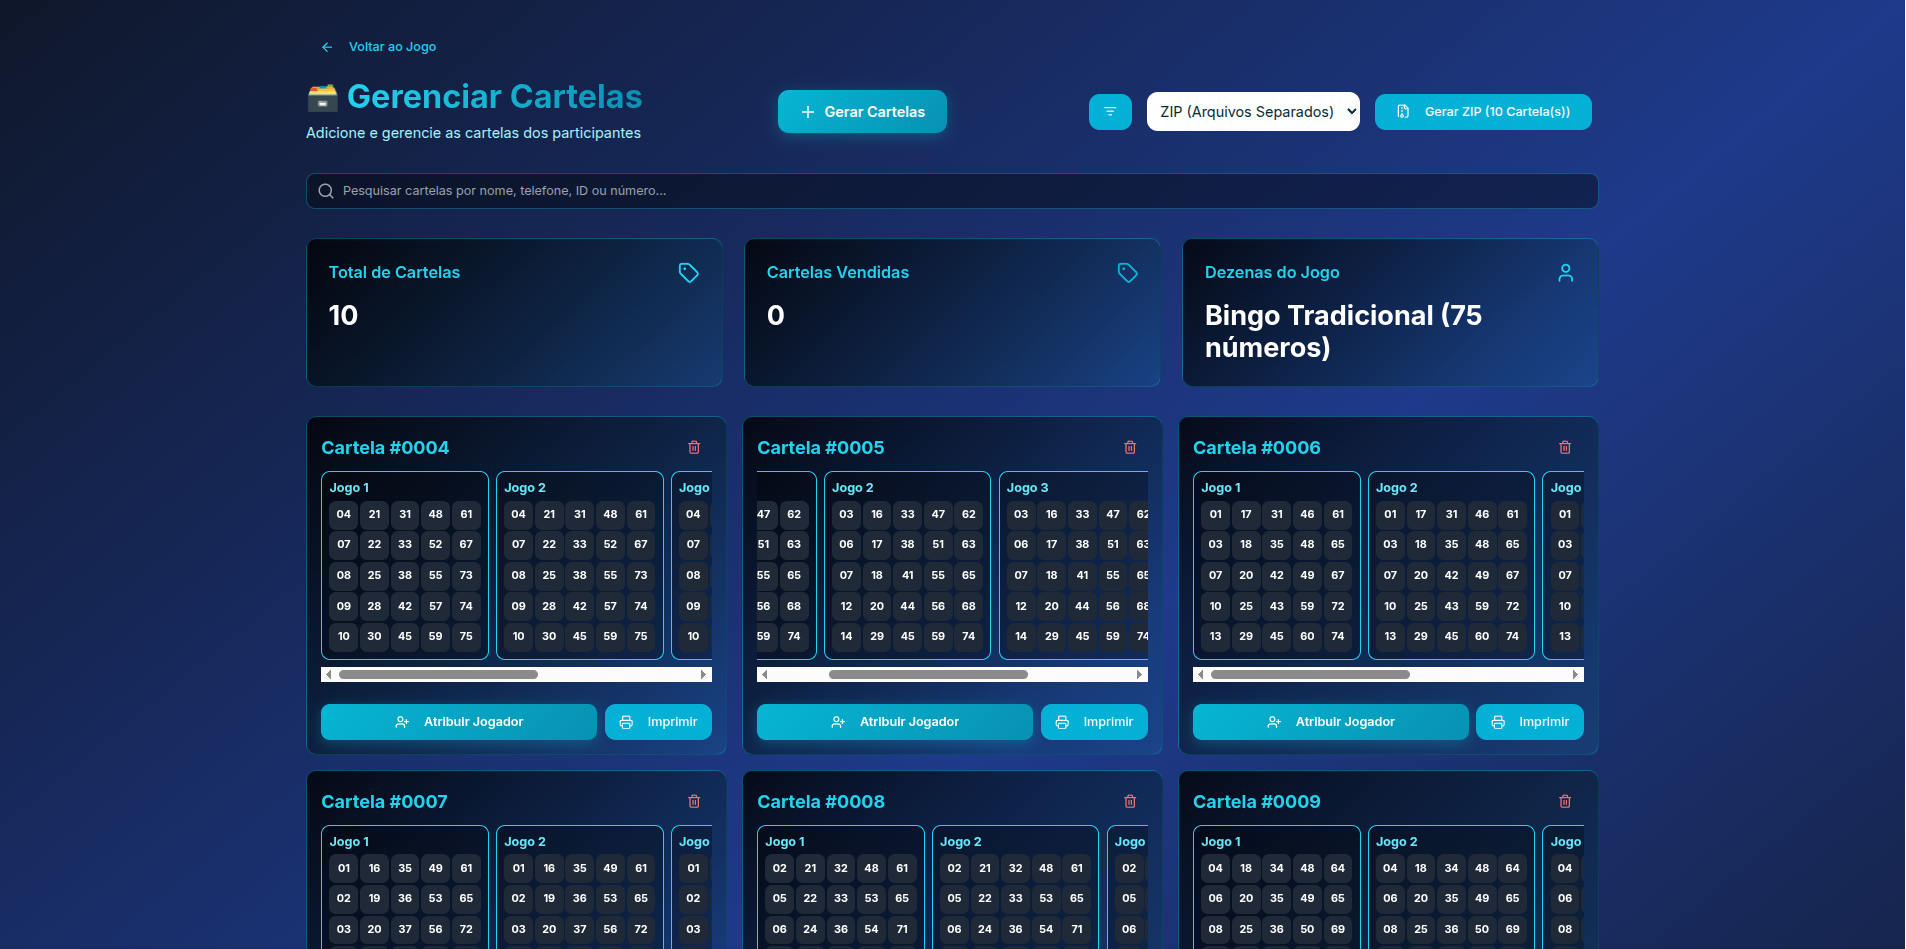 Voltar ao Jogo
Gerenciar Cartelas
Adicione e gerencie as cartelas dos participantes
Gerar Cartelas
ZIP (Arquivos Separados)
Gerar ZIP (10 Cartela(s))
Pesquisar cartelas por nome, telefone, ID ou número...
Total de Cartelas
10
Cartelas Vendidas
0
Dezenas do Jogo
Bingo Tradicional (75
números)
Cartela #0004
Jogo 1
04 21 31 48 61
07 22 33 52 67
08 25 38 55 73
09 28 42 57 74
10 30 45 59 75
Jogo 2
04 21 31 48 61
07 22 33 52 67
08 25 38 55 73
09 28 42 57 74
10 30 45 59 75
Jogo
04
07
08
09
10
Atribuir Jogador
Imprimir
Cartela #0005
47 62
51 63
55 65
56 68
59 74
Jogo 2
03 16 33 47 62
06 17 38 51 63
07 18 41 55 65
12 20 44 56 68
14 29 45 59 74
Jogo 3
03 16 33 47 62
06 17 38 51 63
07 18 41 55 65
12 20 44 56 68
14 29 45 59 74
Atribuir Jogador
Imprimir
Cartela #0006
Jogo 1
01 17 31 46 61
03 18 35 48 65
07 20 42 49 67
10 25 43 59 72
13 29 45 60 74
Jogo 2
01 17 31 46 61
03 18 35 48 65
07 20 42 49 67
10 25 43 59 72
13 29 45 60 74
Jogo
01
03
07
10
13
Atribuir Jogador
Imprimir
Cartela #0007
Jogo 1
01 16 35 49 61
02 19 36 53 65
03 20 37 56 72
Jogo 2
01 16 35 49 61
02 19 36 53 65
03 20 37 56 72
Jogo
01
02
03
Cartela #0008
Jogo 1
02 21 32 48 61
05 22 33 53 65
06 24 36 54 71
Jogo 2
02 21 32 48 61
05 22 33 53 65
06 24 36 54 71
Jogo
02
05
06
Cartela #0009
Jogo 1
04 18 34 48 64
06 20 35 49 65
08 25 36 50 69
Jogo 2
04 18 34 48 64
06 20 35 49 65
08 25 36 50 69
Jogo
04
06
08